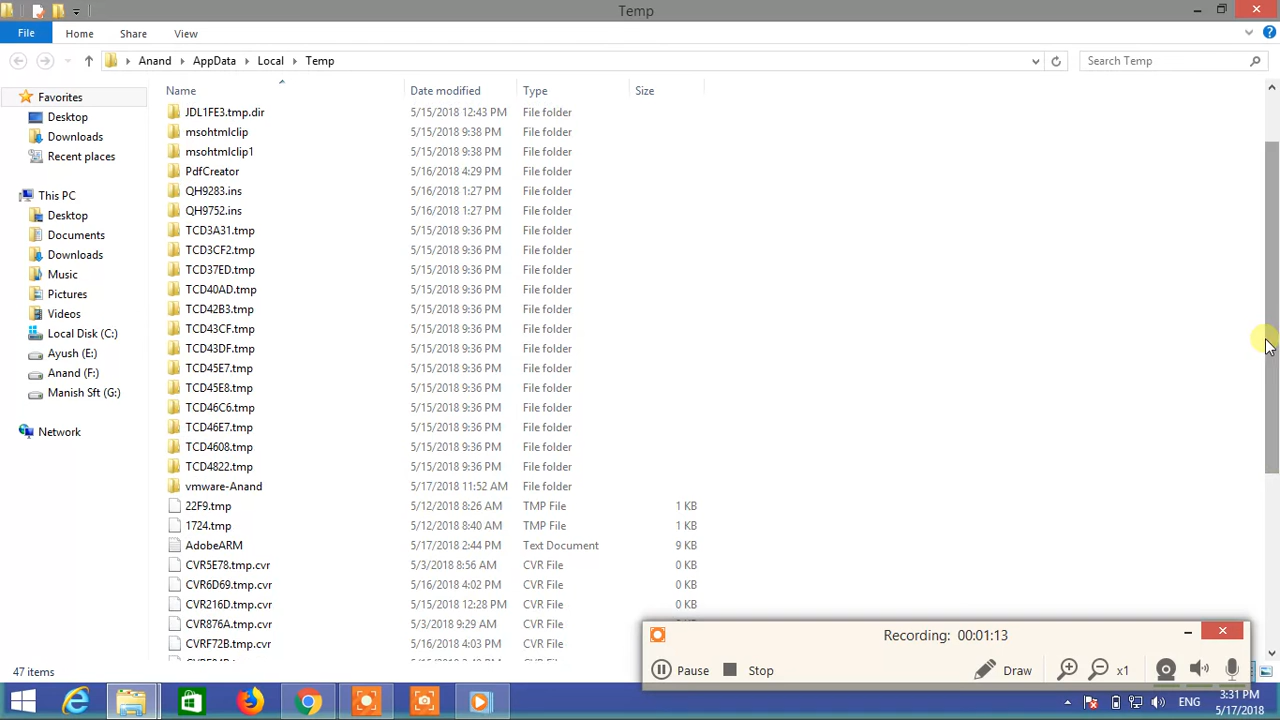 Temp
File Home Share View
Anand AppData Local Temp Search Temp
Name Date modified Type Size
Favorites
Desktop
Downloads
Recent places
This PC
Desktop
Documents
Downloads
Music
Pictures
Videos
Local Disk (C:)
Ayush (E:)
Anand (F:)
Manish Sft (G:)
Network
JDL1FE3.tmp.dir 5/15/2018 12:43 PM File folder
msohtmlclip 5/15/2018 9:38 PM File folder
msohtmlclip1 5/15/2018 9:38 PM File folder
PdfCreator 5/16/2018 4:29 PM File folder
QH9283.ins 5/16/2018 1:27 PM File folder
QH9752.ins 5/16/2018 1:27 PM File folder
TCD3A31.tmp 5/15/2018 9:36 PM File folder
TCD3CF2.tmp 5/15/2018 9:36 PM File folder
TCD37ED.tmp 5/15/2018 9:36 PM File folder
TCD40AD.tmp 5/15/2018 9:36 PM File folder
TCD42B3.tmp 5/15/2018 9:36 PM File folder
TCD43CF.tmp 5/15/2018 9:36 PM File folder
TCD43DF.tmp 5/15/2018 9:36 PM File folder
TCD45E7.tmp 5/15/2018 9:36 PM File folder
TCD45E8.tmp 5/15/2018 9:36 PM File folder
TCD46C6.tmp 5/15/2018 9:36 PM File folder
TCD46E7.tmp 5/15/2018 9:36 PM File folder
TCD4608.tmp 5/15/2018 9:36 PM File folder
TCD4822.tmp 5/15/2018 9:36 PM File folder
vmware-Anand 5/17/2018 11:52 AM File folder
22F9.tmp 5/12/2018 8:26 AM TMP File 1 KB
1724.tmp 5/12/2018 8:40 AM TMP File 1 KB
AdobeARM 5/17/2018 2:44 PM Text Document 9 KB
CVR5E78.tmp.cvr 5/3/2018 8:56 AM CVR File 0 KB
CVR6D69.tmp.cvr 5/16/2018 4:02 PM CVR File 0 KB
CVR216D.tmp.cvr 5/15/2018 12:28 PM CVR File 0 KB
CVR876A.tmp.cvr 5/3/2018 9:29 AM CVR File
CVRF72B.tmp.cvr 5/16/2018 4:03 PM CVR File
47 items
Recording: 00:01:13
Pause Stop Draw x1
ENG 3:31 PM
5/17/2018